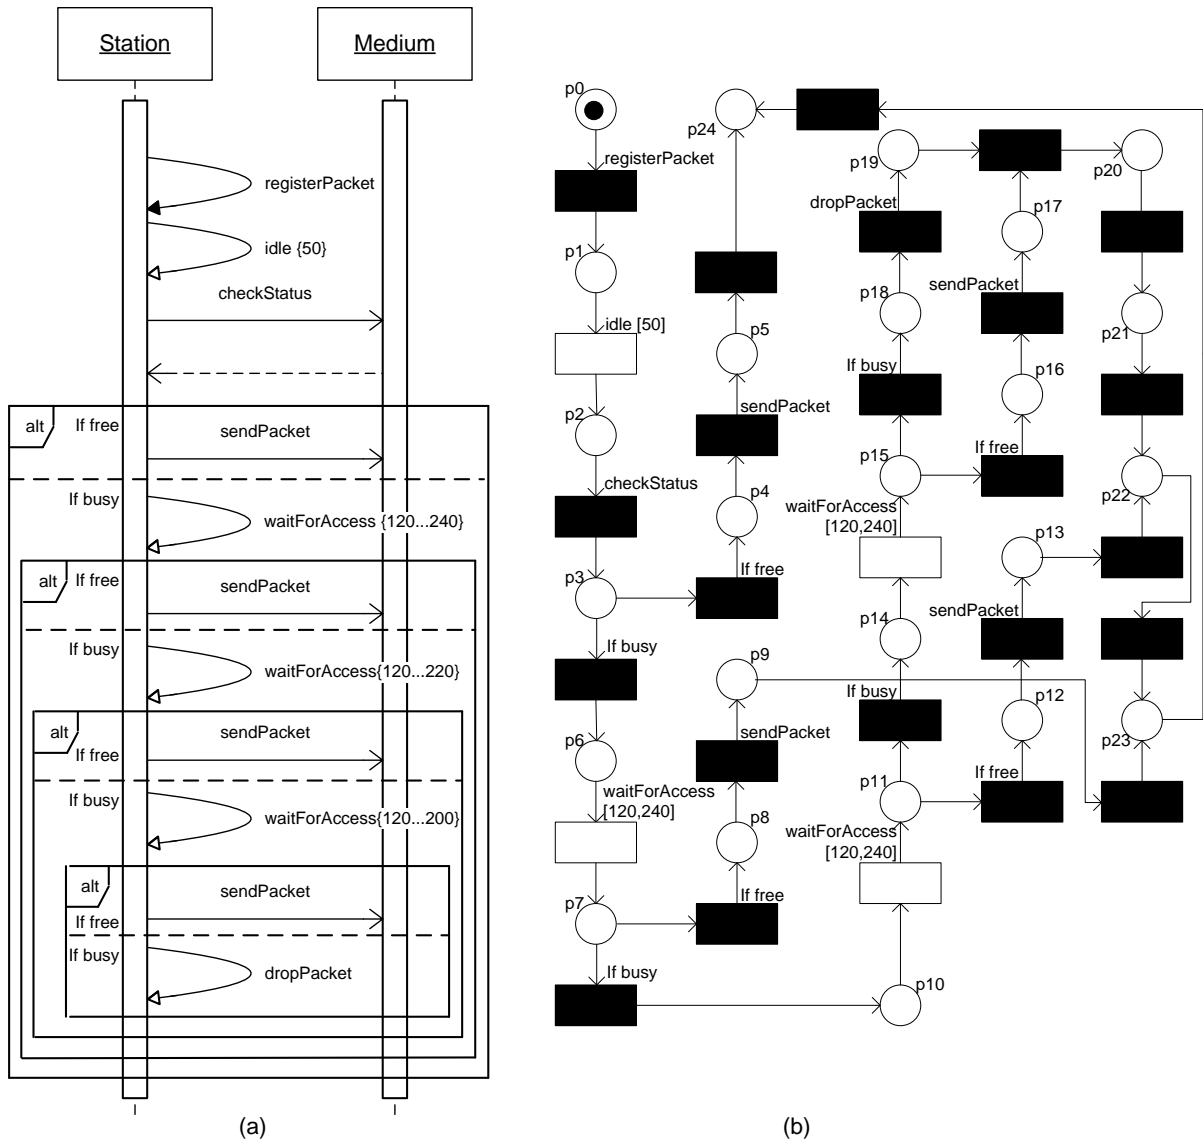 Station
Medium
registerPacket
idle {50}
checkStatus
alt
If free
sendPacket
If busy
waitForAccess {120...240}
alt
If free
sendPacket
If busy
waitForAccess{120...220}
alt
sendPacket
If free
If busy
waitForAccess{120...200}
alt
sendPacket
If free
If busy
dropPacket
(a)
p0
registerPacket
p1
idle [50]
p2
checkStatus
p3
If busy
p6
waitForAccess
[120,240]
p7
If busy
p24
p5
sendPacket
p4
If free
p9
sendPacket
p8
If free
p19
dropPacket
p18
If busy
p15
waitForAccess
[120,240]
p14
If busy
p11
waitForAccess
[120,240]
p10
p17
sendPacket
p16
If free
p13
sendPacket
p12
If free
p20
p21
p22
p23
(b)